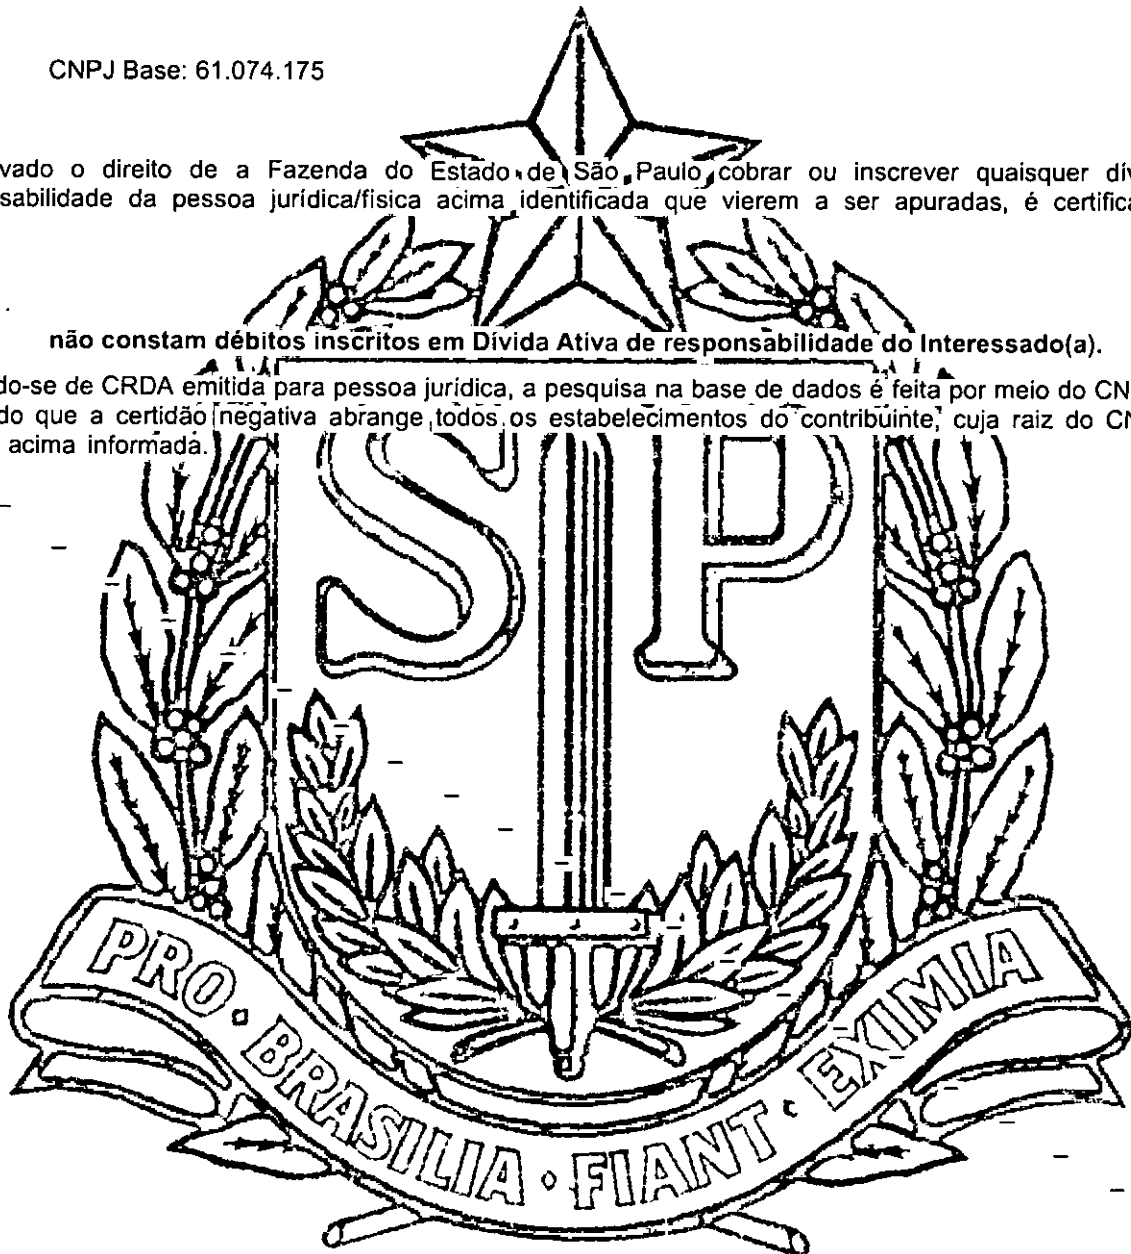 CNPJ Base: 61.074.175
vado o direito de a Fazenda do Estado de São Paulo cobrar ou inscrever quaisquer dív
sabilidade da pessoa jurídica/fisica acima identificada que vierem a ser apuradas, é certifica
não constam débitos inscritos em Dívida Ativa de responsabilidade do Interessado(a).
do-se de CRDA emitida para pessoa jurídica, a pesquisa na base de dados é feita por meio do CN
do que a certidão negativa abrange todos os estabelecimentos do contribuinte, cuja raiz do CN
acima informada.
SP
PRO · BRASILIA · FIANT · EXIMIA